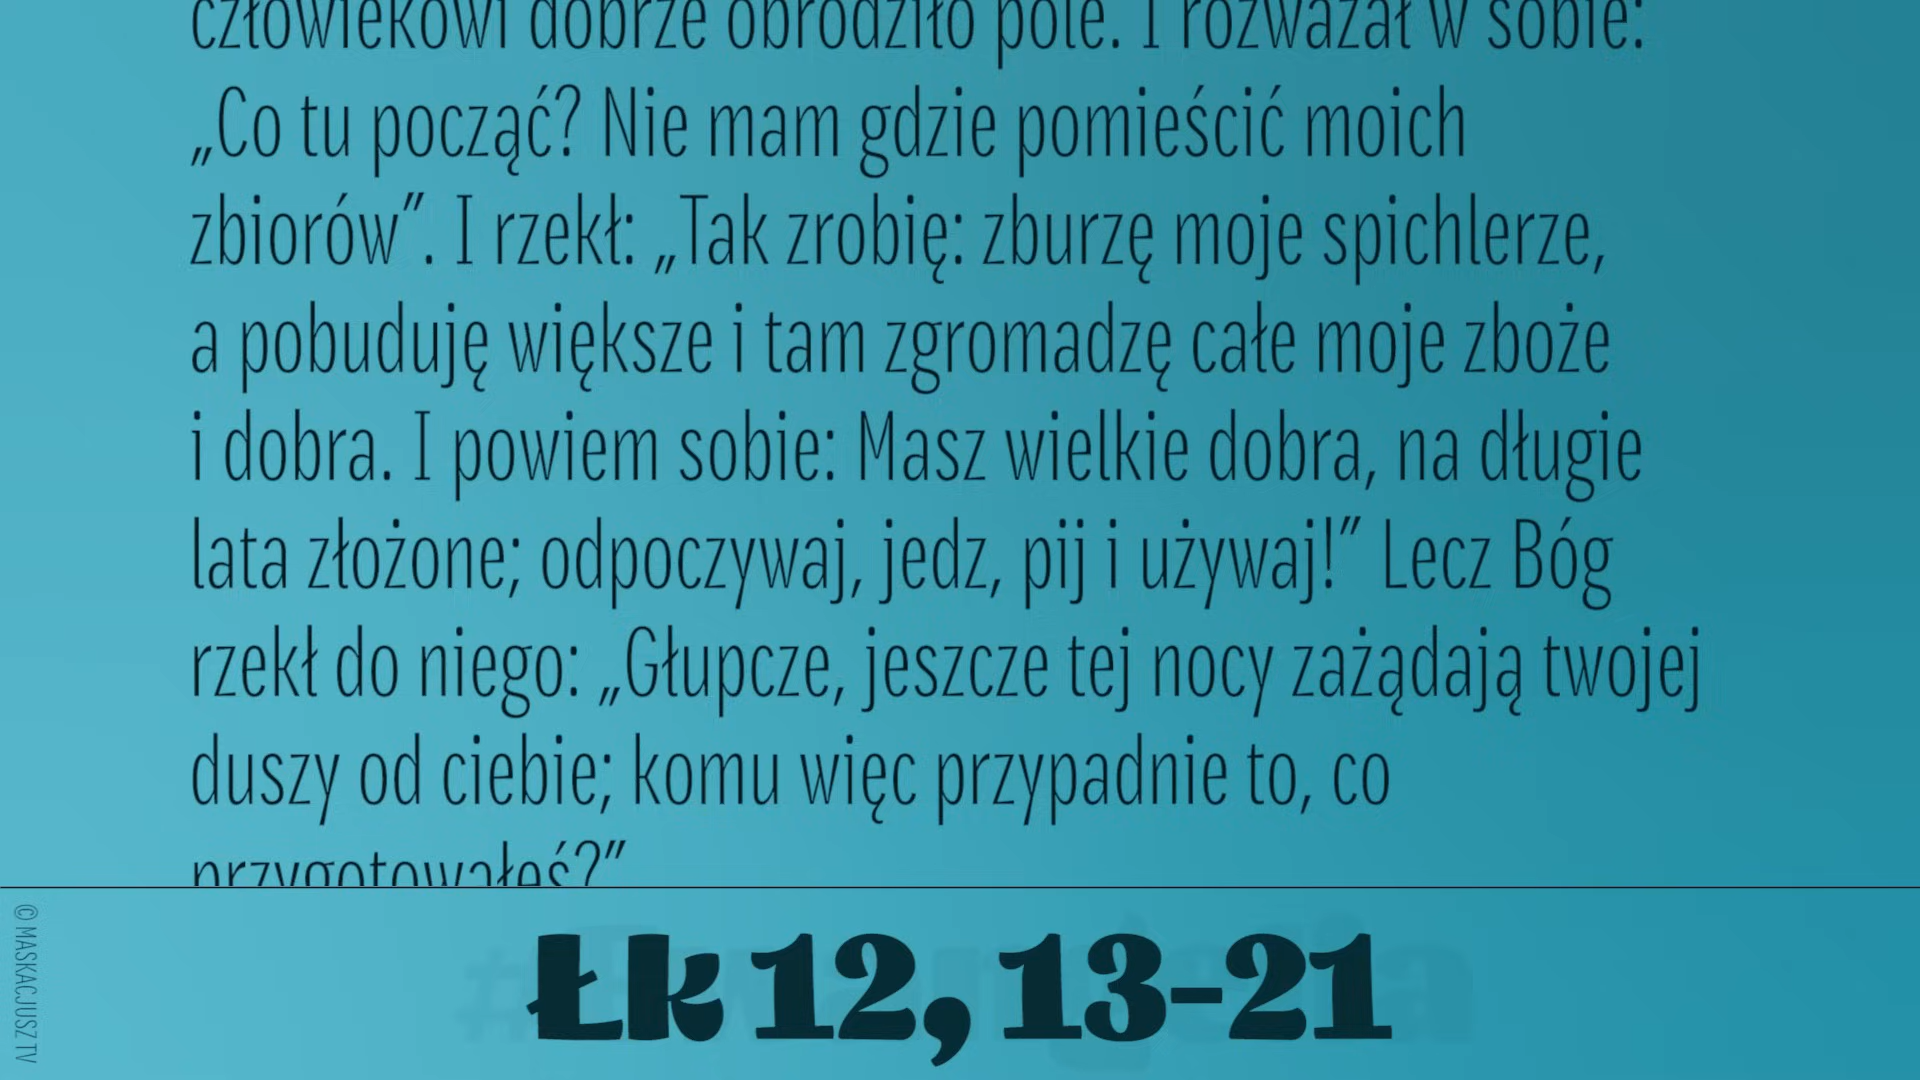 człowiekowi dobrze obrodziło pole. I rozważał w sobie:
„Co tu począć? Nie mam gdzie pomieścić moich
zbiorów”. I rzekł: „Tak zrobię: zburzę moje spichlerze,
a pobuduję większe i tam zgromadzę całe moje zboże
i dobra. I powiem sobie: Masz wielkie dobra, na długie
lata złożone; odpoczywaj, jedz, pij i używaj!” Lecz Bóg
rzekł do niego: „Głupcze, jeszcze tej nocy zażądają twojej
duszy od ciebie; komu więc przypadnie to, co
przygotowałeś?”
Łk 12, 13-21
© MASKACJUSZ TV